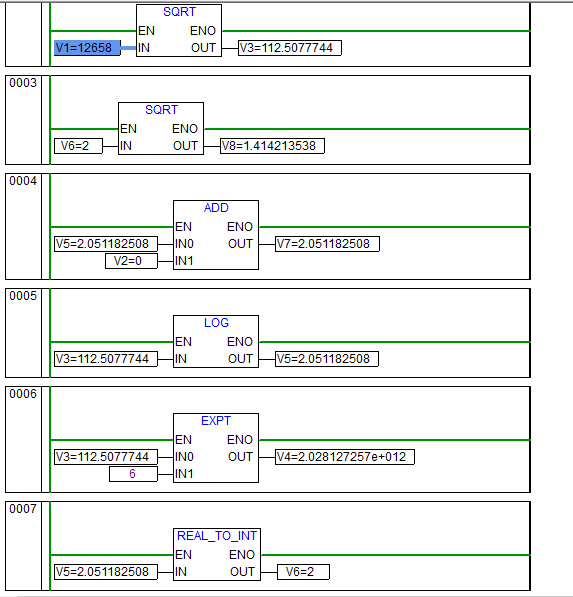 SQRT
EN ENO
V1=12658 IN OUT V3=112.5077744
0003
SQRT
EN ENO
V6=2 IN OUT V8=1.414213538
0004
ADD
EN ENO
V5=2.051182508 IN0 OUT V7=2.051182508
V2=0 IN1
0005
LOG
EN ENO
V3=112.5077744 IN OUT V5=2.051182508
0006
EXPT
EN ENO
V3=112.5077744 IN0 OUT V4=2.028127257e+012
6 IN1
0007
REAL_TO_INT
EN ENO
V5=2.051182508 IN OUT V6=2